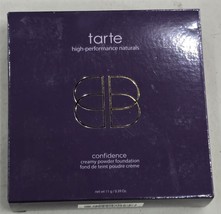 tarte
high-performance naturals
confidence
creamy powder foundation
fond de teint poudre crème